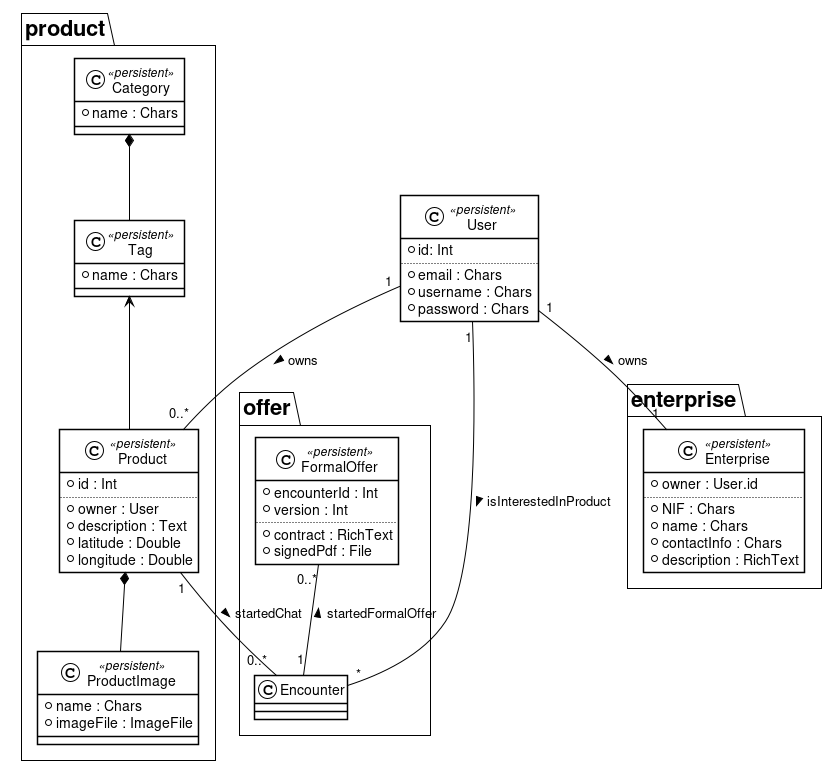 product
«persistent»
Category
name : Chars
«persistent»
Tag
name : Chars
«persistent»
User
id: Int
email : Chars
username : Chars
password : Chars
1
1
1
owns
owns
0..*
1
«persistent»
Product
id : Int
owner : User
description : Text
latitude : Double
longitude : Double
1
offer
«persistent»
FormalOffer
encounterId : Int
version : Int
contract : RichText
signedPdf : File
0..*
enterprise
«persistent»
Enterprise
owner : User.id
NIF : Chars
name : Chars
contactInfo : Chars
description : RichText
isInterestedInProduct
startedChat
startedFormalOffer
0..*
1
*
«persistent»
ProductImage
name : Chars
imageFile : ImageFile
Encounter
C
C
C
C
C
C
C
C